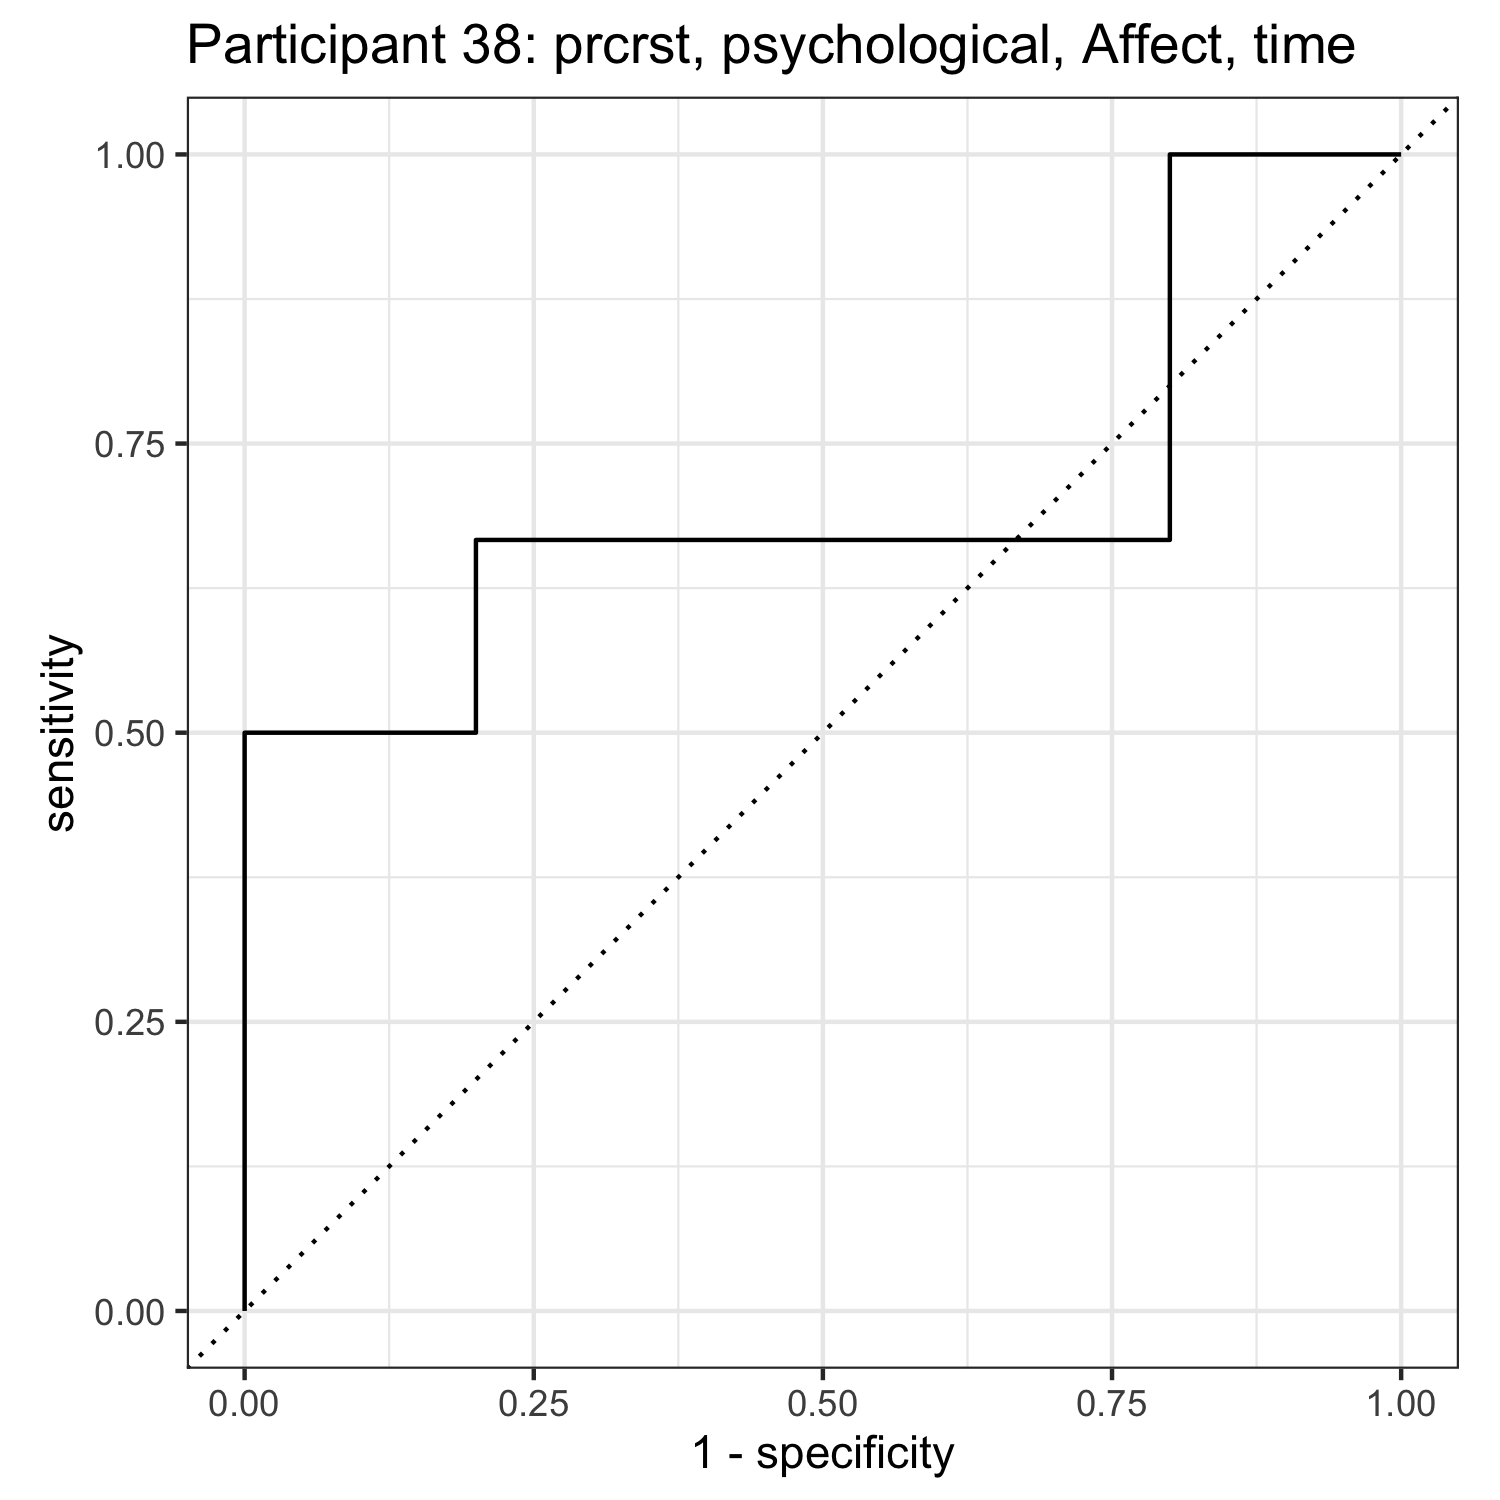 Participant 38: prcrst, psychological, Affect, time
1.00
0.75
0.50
0.25
0.00
sensitivity
0.00 0.25 0.50 0.75 1.00
1 - specificity